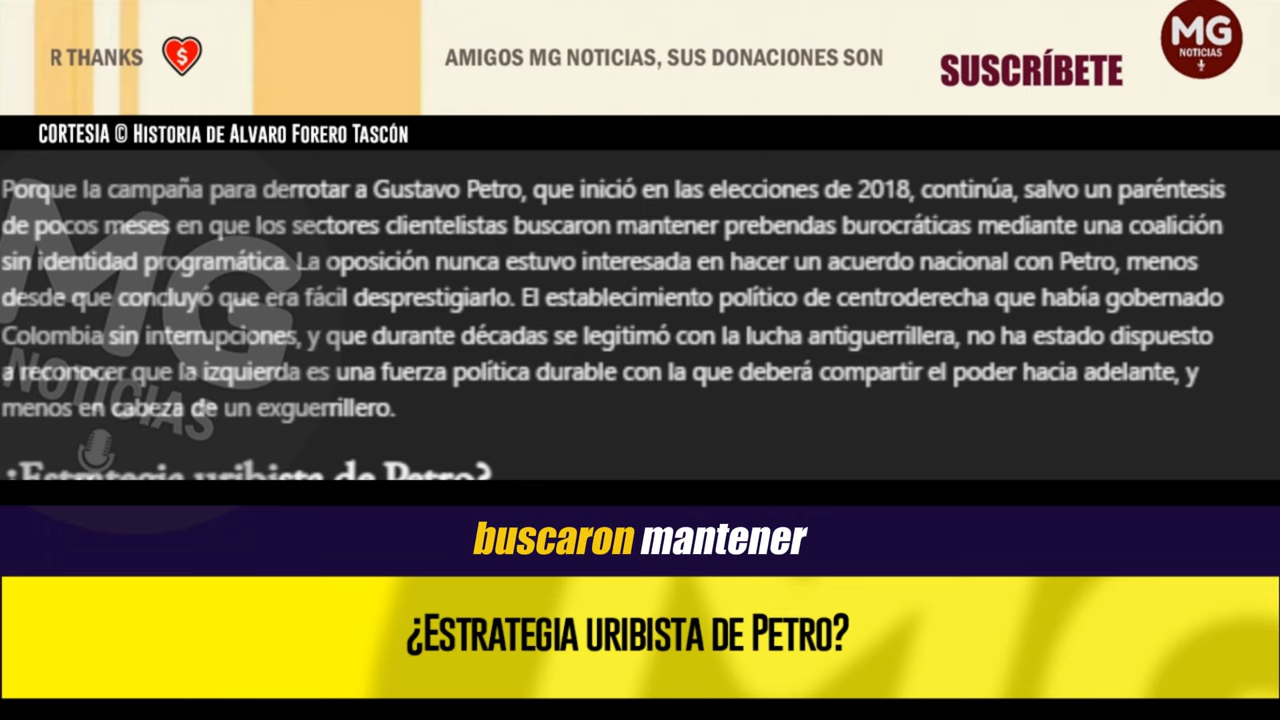 R THANKS
AMIGOS MG NOTICIAS, SUS DONACIONES SON
SUSCRÍBETE
MG
NOTICIAS
CORTESIA © HISTORIA DE ALVARO FORERO TASCÓN
Porque la campaña para derrotar a Gustavo Petro, que inició en las elecciones de 2018, continúa, salvo un paréntesis
de pocos meses en que los sectores clientelistas buscaron mantener prebendas burocráticas mediante una coalición
sin identidad programática. La oposición nunca estuvo interesada en hacer un acuerdo nacional con Petro, menos
desde que concluyó que era fácil desprestigiarlo. El establecimiento político de centroderecha que había gobernado
Colombia sin interrupciones, y que durante décadas se legitimó con la lucha antiguerrillera, no ha estado dispuesto
a reconocer que la izquierda es una fuerza política durable con la que deberá compartir el poder hacia adelante, y
menos en cabeza de un exguerrillero.
MG
NOTICIAS
¿Estrategia uribista de Petro?
buscaron mantener
¿ESTRATEGIA URIBISTA DE PETRO?